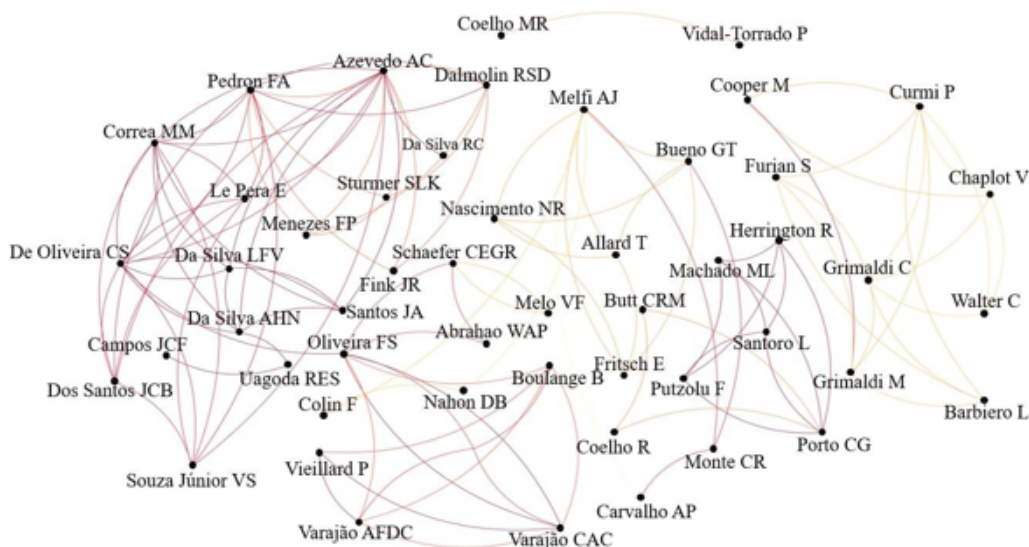 Coelho MR
Vidal-Torrado P
Azevedo AC
Pedron FA
Dalmolin RSD
Melfi AJ
Cooper M
Curmi P
Correa MM
Da Silva RC
Bueno GT
Furian S
Chaplot V
Le Pera E
Sturmer SLK
Nascimento NR
Menezes FP
Herrington R
De Oliveira CS
Da Silva LFV
Schaefer CEGR
Allard T
Machado ML
Grimaldi C
Fink JR
Santos JA
Melo VF
Butt CRM
Walter C
Da Silva AHN
Abrahao WAP
Santoro L
Campos JCF
Oliveira FS
Fritsch E
Dos Santos JCB
Uagoda RES
Boulange B
Putzolu F
Grimaldi M
Colin F
Nahon DB
Barbiero L
Coelho R
Porto CG
Vieillard P
Monte CR
Souza Júnior VS
Carvalho AP
Varajão AFDC
Varajão CAC